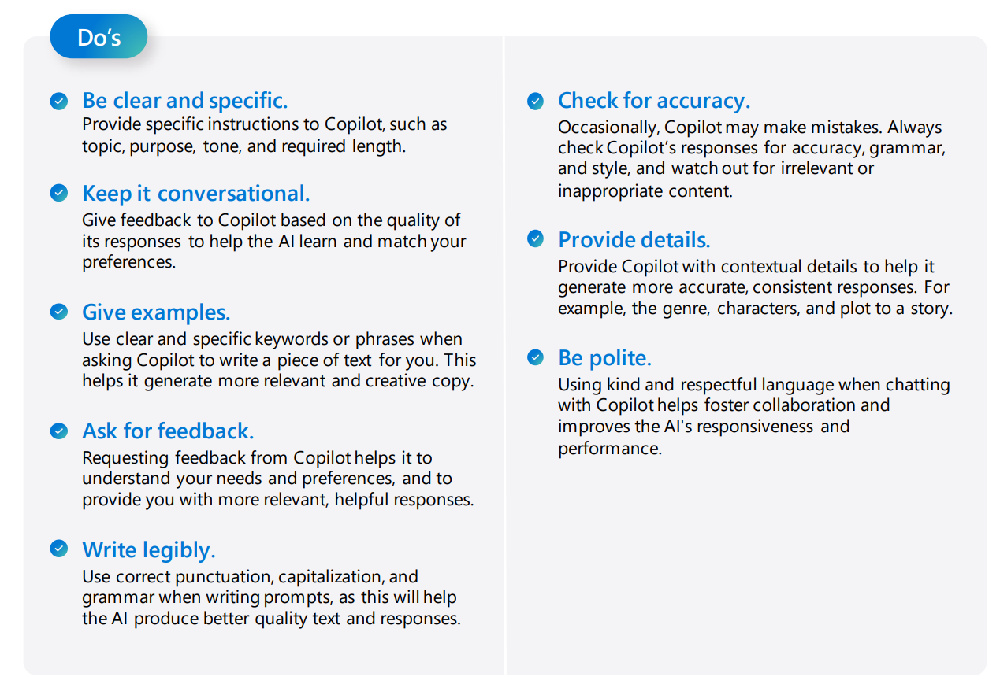 Do’s
Be clear and specific.
Provide specific instructions to Copilot, such as
topic, purpose, tone, and required length.
Keep it conversational.
Give feedback to Copilot based on the quality of
its responses to help the AI learn and match your
preferences.
Give examples.
Use clear and specific keywords or phrases when
asking Copilot to write a piece of text for you. This
helps it generate more relevant and creative copy.
Ask for feedback.
Requesting feedback from Copilot helps it to
understand your needs and preferences, and to
provide you with more relevant, helpful responses.
Write legibly.
Use correct punctuation, capitalization, and
grammar when writing prompts, as this will help
the AI produce better quality text and responses.
Check for accuracy.
Occasionally, Copilot may make mistakes. Always
check Copilot’s responses for accuracy, grammar,
and style, and watch out for irrelevant or
inappropriate content.
Provide details.
Provide Copilot with contextual details to help it
generate more accurate, consistent responses. For
example, the genre, characters, and plot to a story.
Be polite.
Using kind and respectful language when chatting
with Copilot helps foster collaboration and
improves the AI's responsiveness and
performance.